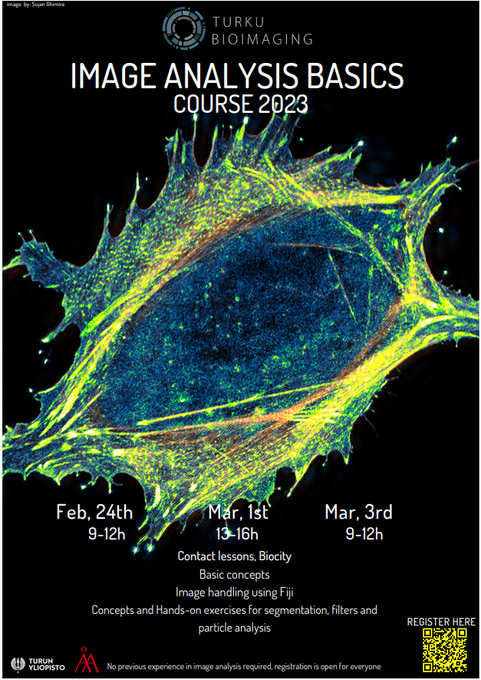 image by: Sujan Ghimire
TURKU
BIOIMAGING
IMAGE ANALYSIS BASICS
COURSE 2023
Feb, 24th Mar, 1st Mar, 3rd
9-12h 13-16h 9-12h
Contact lessons, Biocity
Basic concepts
Image handling using Fiji
Concepts and Hands-on exercises for segmentation, filters and
particle analysis
REGISTER HERE
TURUN
YLIOPISTO
No previous experience in image analysis required, registration is open for everyone